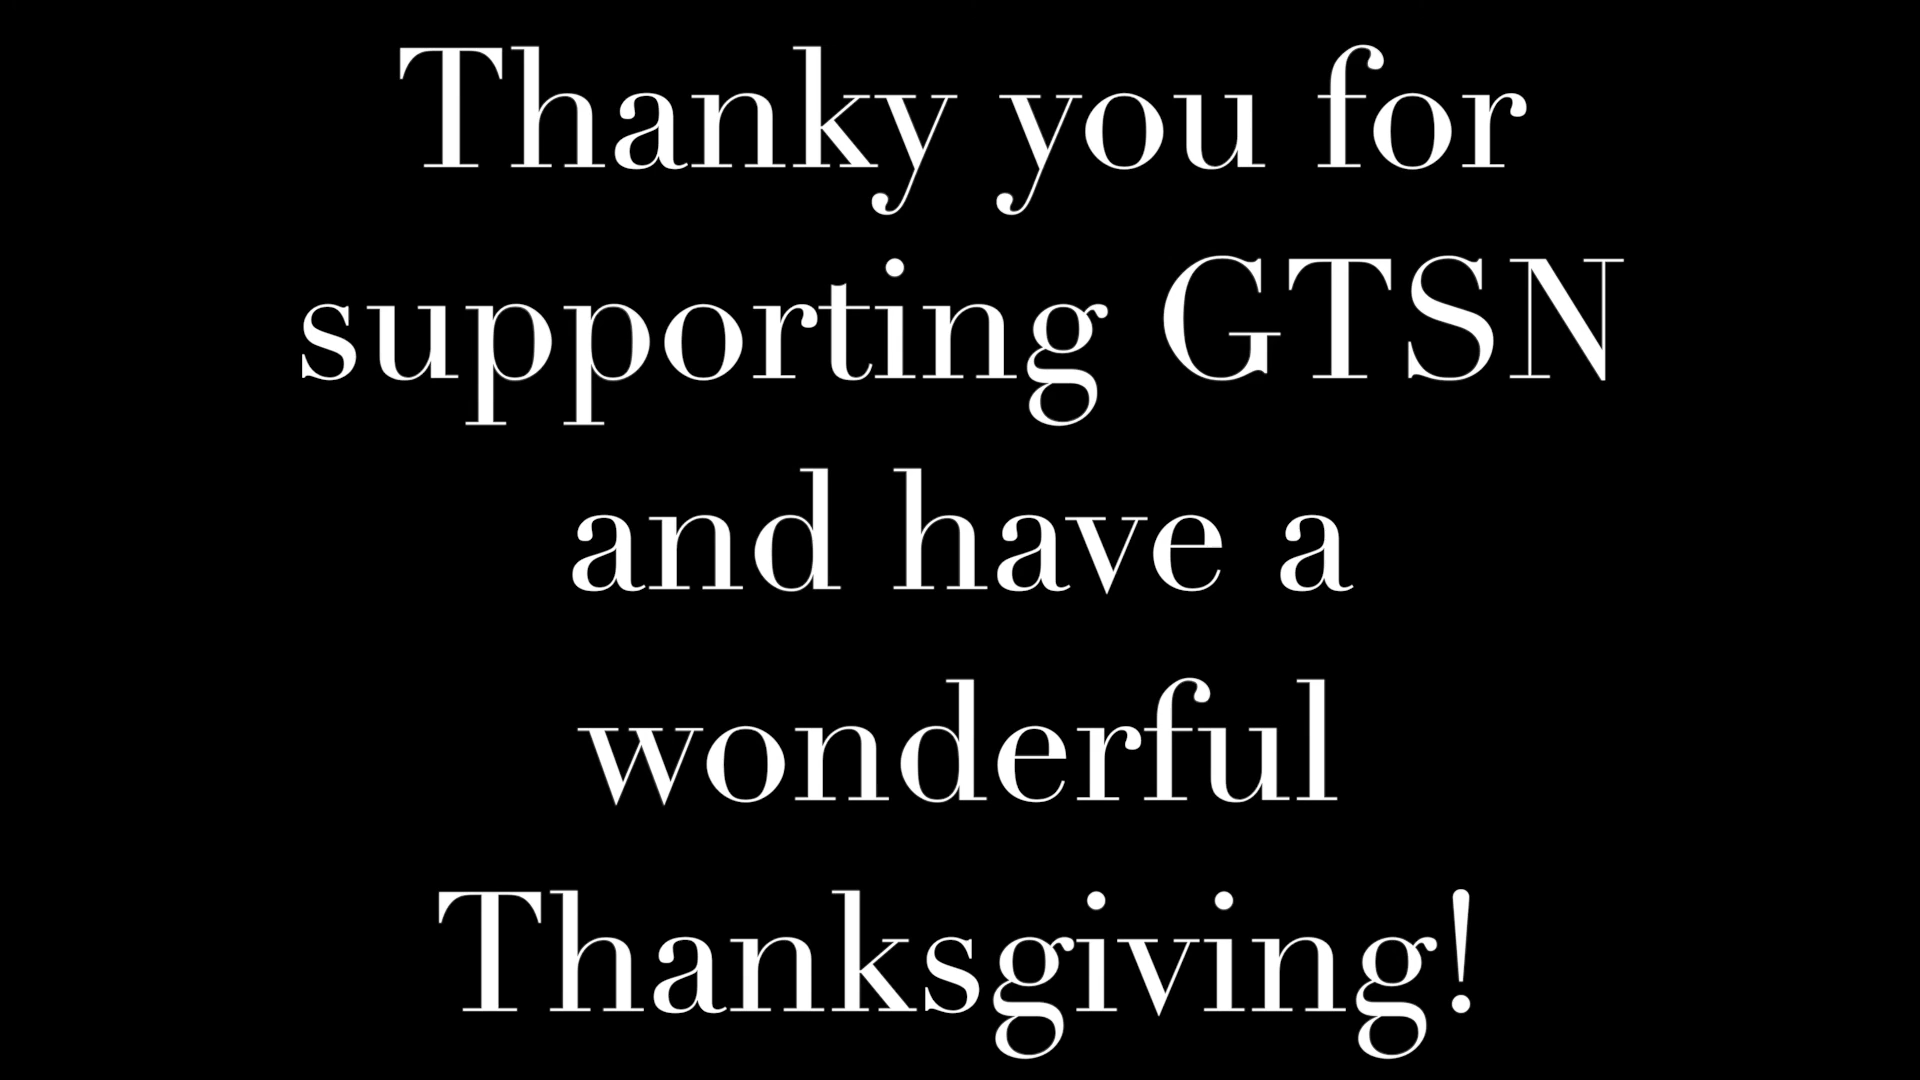 Thanky you for
supporting GTSN
and have a
wonderful
Thanksgiving!